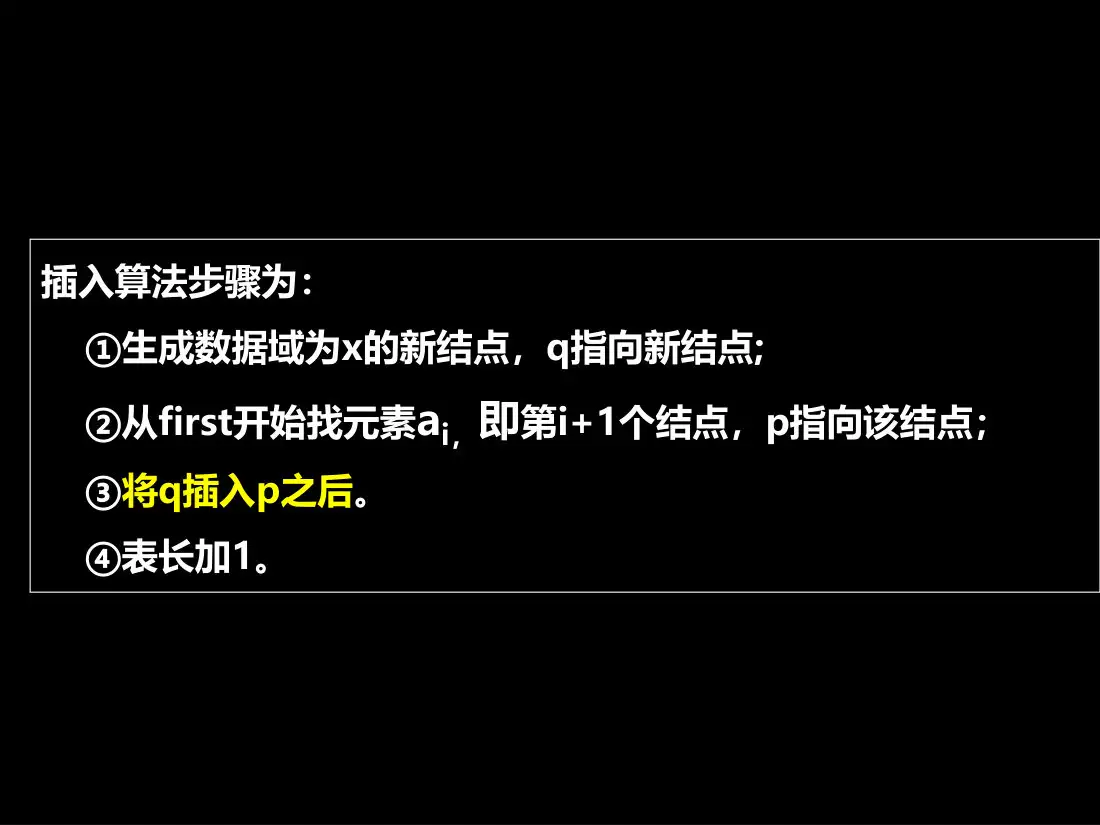 插入算法步骤为：
①生成数据域为x的新结点，q指向新结点;
②从first开始找元素ai，即第i+1个结点，p指向该结点；
③将q插入p之后。
④表长加1。